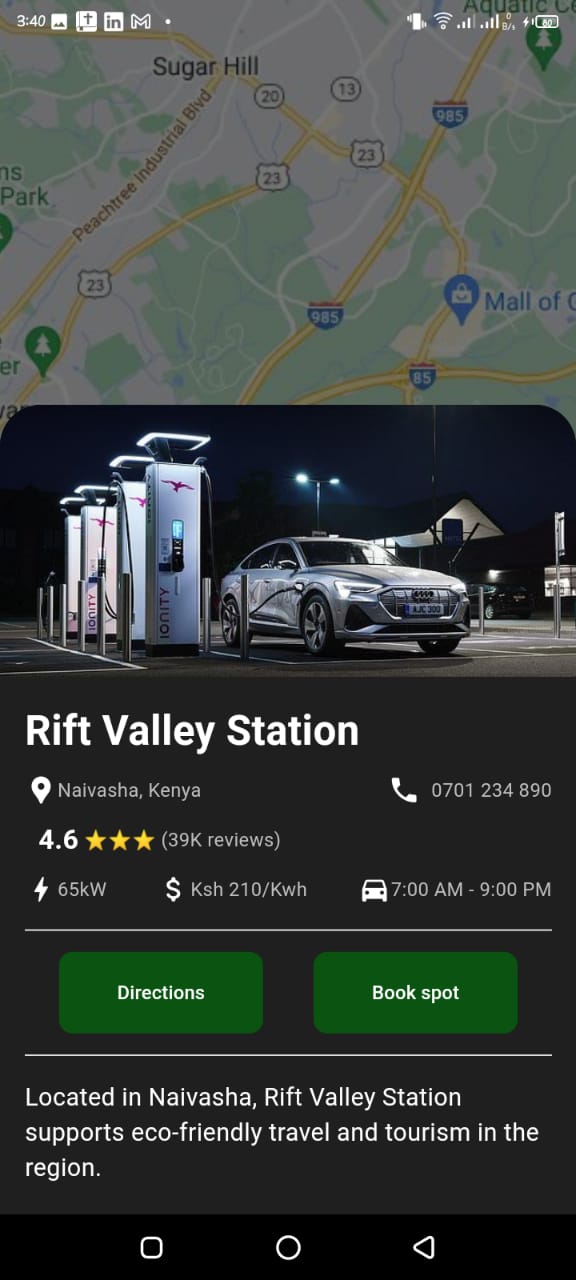 3:40
0
B/s
80
Aquatic Ce
Sugar Hill
20
13
985
23
Peachtree Industrial Blvd
23
ns
Park
23
985
Mall of G
er
85
IONITY
IONITY
AJC 300
Rift Valley Station
Naivasha, Kenya
0701 234 890
4.6
(39K reviews)
65kW
$ Ksh 210/Kwh
7:00 AM - 9:00 PM
Directions
Book spot
Located in Naivasha, Rift Valley Station
supports eco-friendly travel and tourism in the
region.